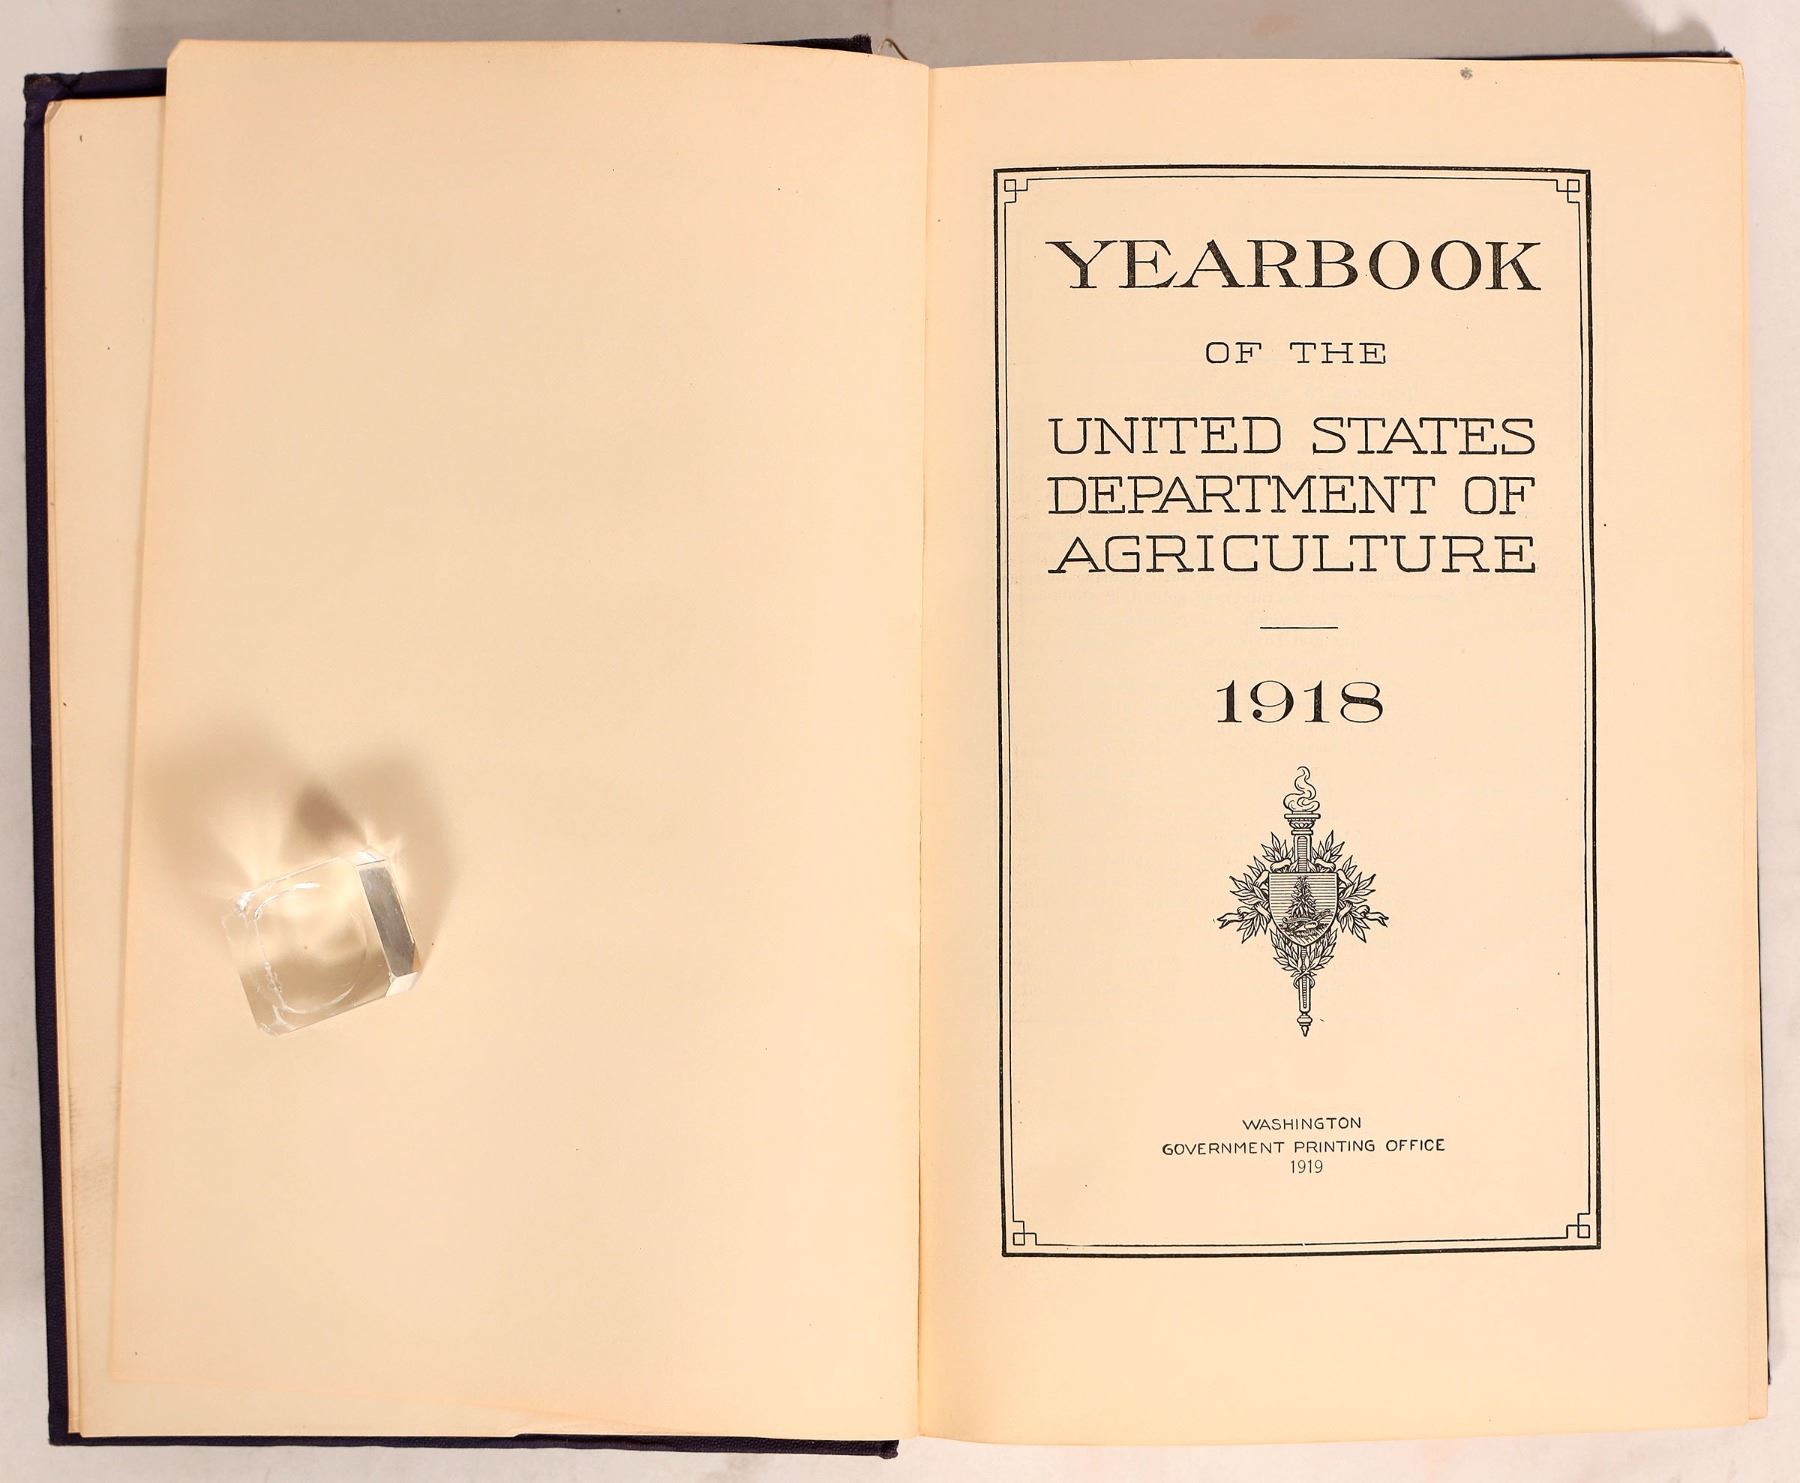 YEARBOOK
OF THE
UNITED STATES
DEPARTMENT OF
AGRICULTURE
1918
WASHINGTON
GOVERNMENT PRINTING OFFICE
1919